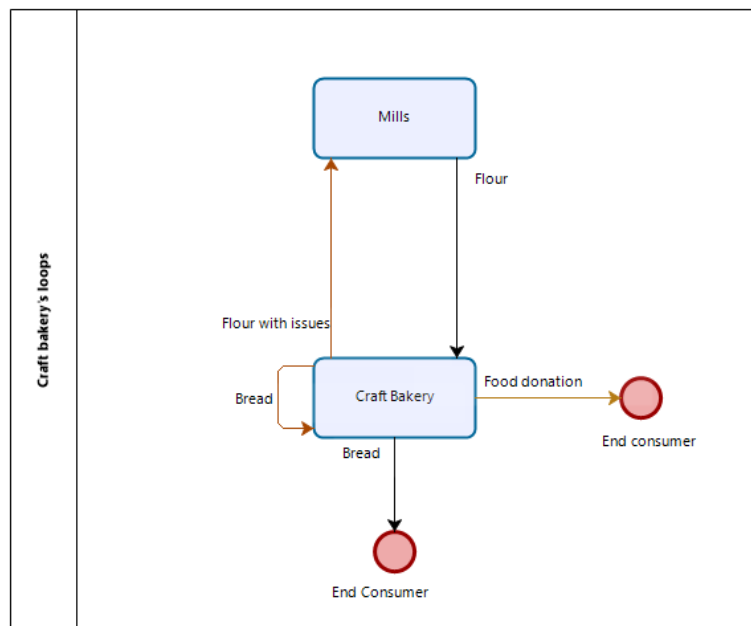 Craft bakery's loops
Mills
Flour
Flour with issues
Bread
Craft Bakery
Food donation
End consumer
Bread
End Consumer